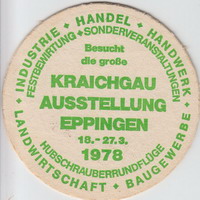 INDUSTRIE + HANDEL + HANDWERK
FESTBEWIRTUNG + SONDERVERANSTALTUNGEN
Besucht
die große
KRAICHGAU
AUSSTELLUNG
EPPINGEN
18.-27.3.
1978
HUBSCHRAUBERRUNDFLÜGE
LANDWIRTSCHAFT + BAUGEWERBE +